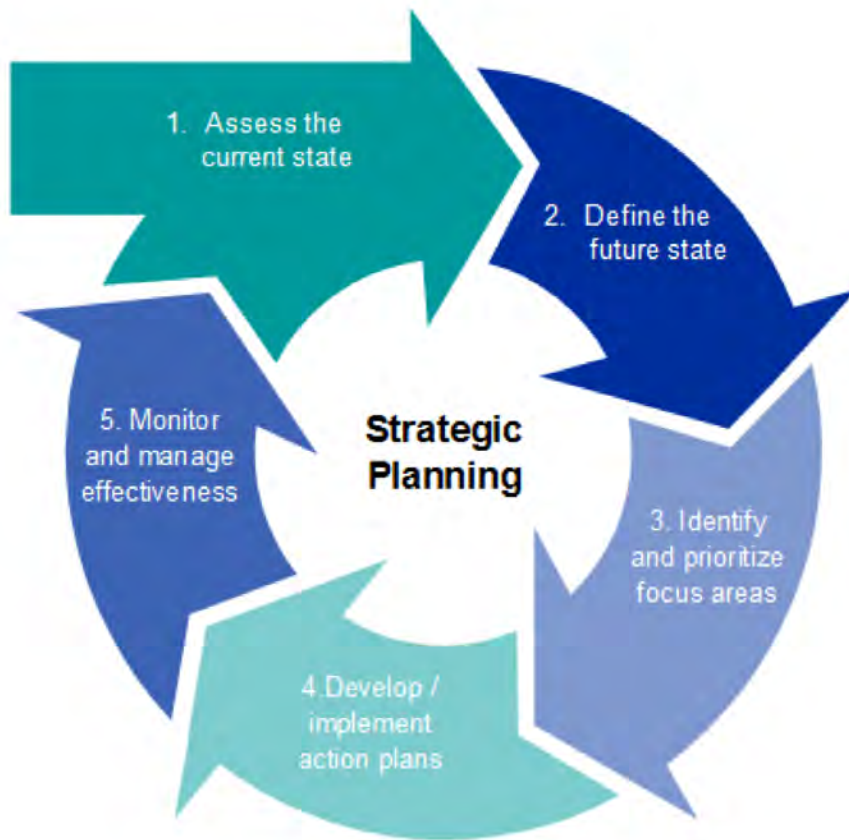 1. Assess the
current state
2. Define the
future state
Strategic
Planning
3. Identify
and prioritize
focus areas
4.Develop /
implement
action plans
5. Monitor
and manage
effectiveness